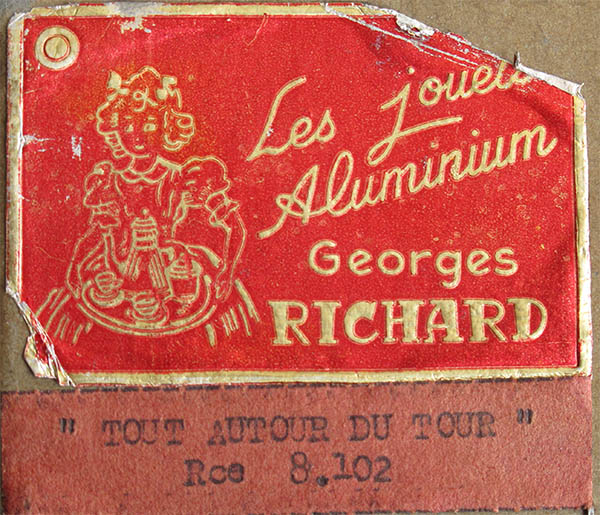 Les jouets
Aluminium
Georges
RICHARD
" TOUT AUTOUR DU TOUR "
Rce 8.102